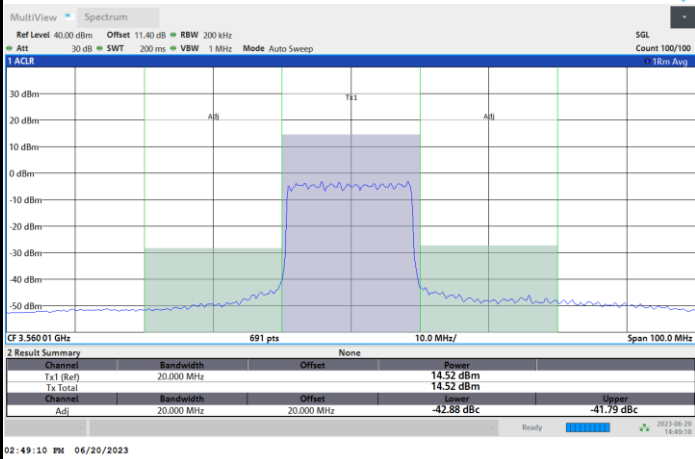 MultiView Spectrum
Ref Level 40.00 dBm Offset 11.40 dB RBW 200 kHz SGL
Att 30 dB SWT 200 ms VBW 1 MHz Mode Auto Sweep Count 100/100
1 ACLR 1Rm Avg
30 dBm
Tx1
20 dBm
Adj Adj
10 dBm
0 dBm
-10 dBm
-20 dBm
-30 dBm
-40 dBm
-50 dBm
CF 3.56001 GHz 691 pts 10.0 MHz/ Span 100.0 MHz
2 Result Summary None
Channel Bandwidth Offset Power
Tx1 (Ref) 20.000 MHz 14.52 dBm
Tx Total 14.52 dBm
Channel Bandwidth Offset Lower Upper
Adj 20.000 MHz 20.000 MHz -42.88 dBc -41.79 dBc
Ready 2023-06-20
14:49:10
02:49:10 PM 06/20/2023